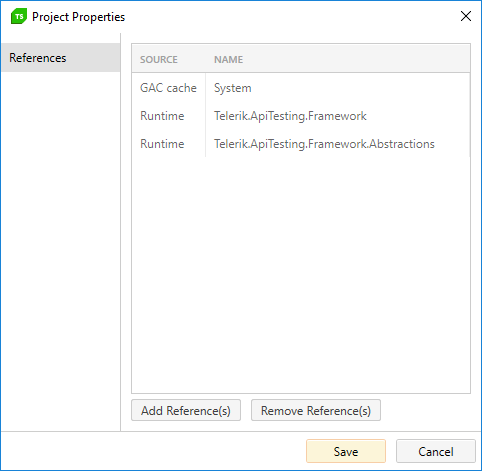 TS Project Properties
References
SOURCE NAME
GAC cache System
Runtime Telerik.ApiTesting.Framework
Runtime Telerik.ApiTesting.Framework.Abstractions
Add Reference(s) Remove Reference(s)
Save Cancel